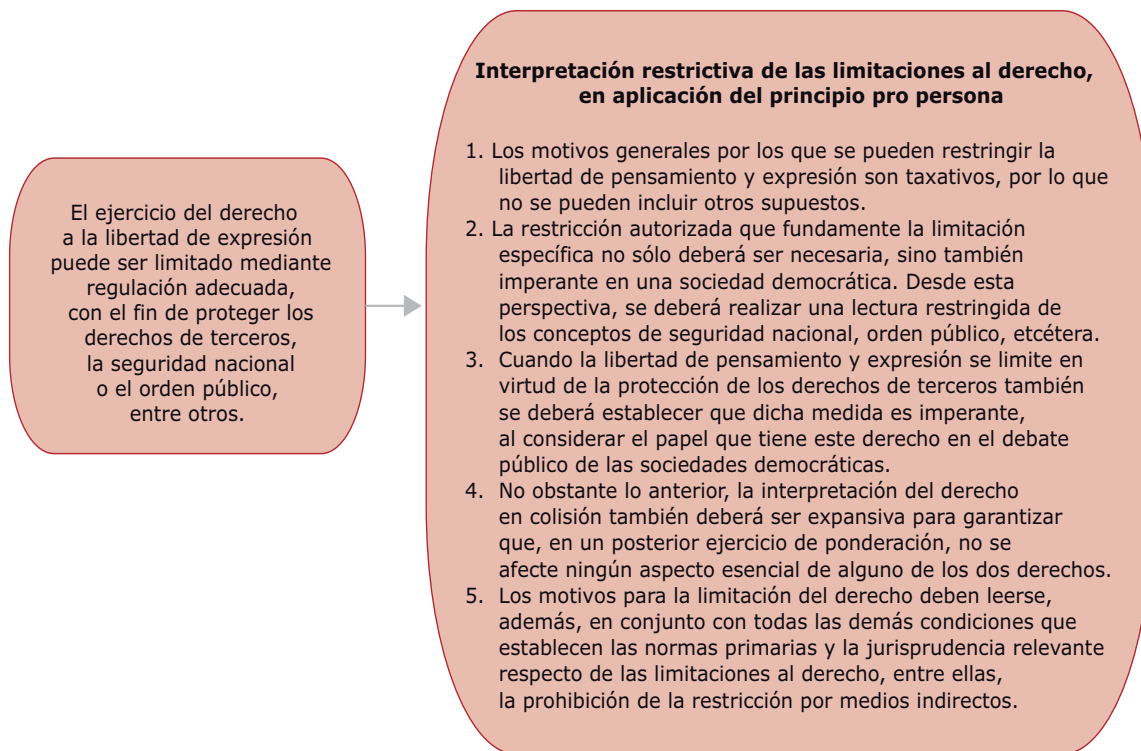 El ejercicio del derecho
a la libertad de expresión
puede ser limitado mediante
regulación adecuada,
con el fin de proteger los
derechos de terceros,
la seguridad nacional
o el orden público,
entre otros.
Interpretación restrictiva de las limitaciones al derecho,
en aplicación del principio pro persona
1. Los motivos generales por los que se pueden restringir la
libertad de pensamiento y expresión son taxativos, por lo que
no se pueden incluir otros supuestos.
2. La restricción autorizada que fundamente la limitación
específica no sólo deberá ser necesaria, sino también
imperante en una sociedad democrática. Desde esta
perspectiva, se deberá realizar una lectura restringida de
los conceptos de seguridad nacional, orden público, etcétera.
3. Cuando la libertad de pensamiento y expresión se limite en
virtud de la protección de los derechos de terceros también
se deberá establecer que dicha medida es imperante,
al considerar el papel que tiene este derecho en el debate
público de las sociedades democráticas.
4. No obstante lo anterior, la interpretación del derecho
en colisión también deberá ser expansiva para garantizar
que, en un posterior ejercicio de ponderación, no se
afecte ningún aspecto esencial de alguno de los dos derechos.
5. Los motivos para la limitación del derecho deben leerse,
además, en conjunto con todas las demás condiciones que
establecen las normas primarias y la jurisprudencia relevante
respecto de las limitaciones al derecho, entre ellas,
la prohibición de la restricción por medios indirectos.